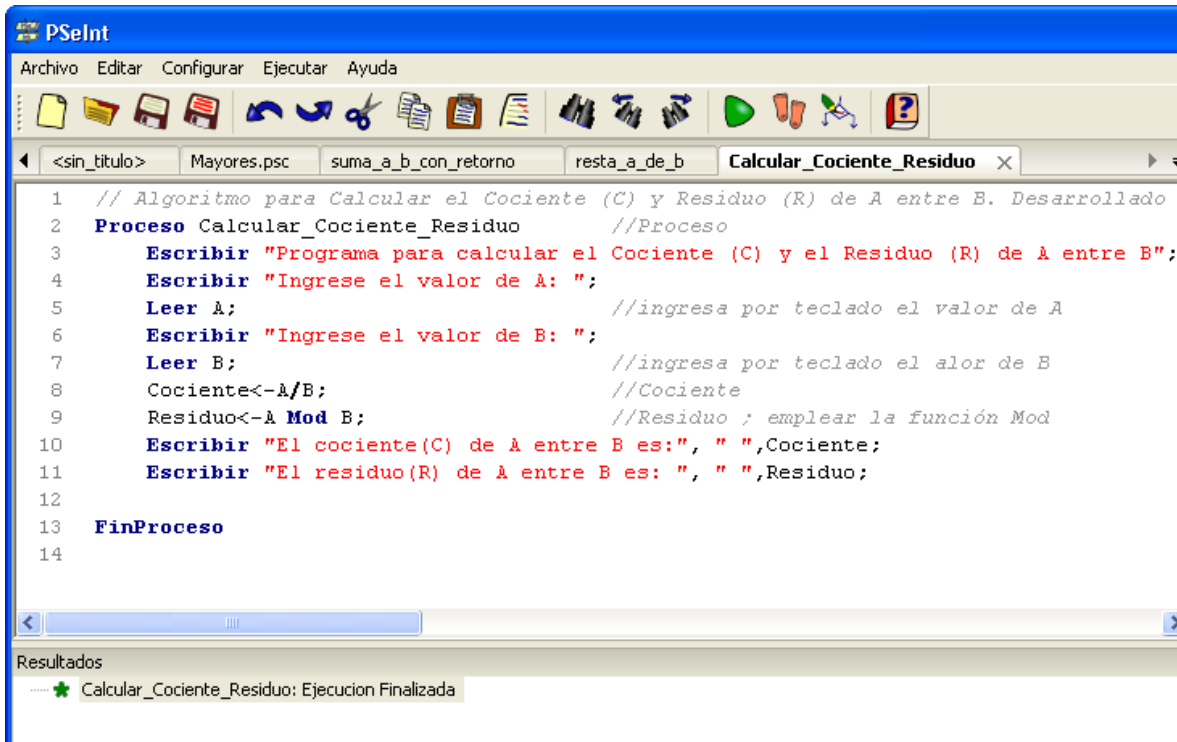 PSeInt
Archivo Editar Configurar Ejecutar Ayuda
<sin_titulo> Mayores.psc suma_a_b_con_retorno resta_a_de_b Calcular_Cociente_Residuo
1 // Algoritmo para Calcular el Cociente (C) y Residuo (R) de A entre B. Desarrollado
2 Proceso Calcular_Cociente_Residuo //Proceso
3 Escribir "Programa para calcular el Cociente (C) y el Residuo (R) de A entre B";
4 Escribir "Ingrese el valor de A: ";
5 Leer A; //ingresa por teclado el valor de A
6 Escribir "Ingrese el valor de B: ";
7 Leer B; //ingresa por teclado el alor de B
8 Cociente<-A/B; //Cociente
9 Residuo<-A Mod B; //Residuo ; emplear la función Mod
10 Escribir "El cociente(C) de A entre B es:", " ",Cociente;
11 Escribir "El residuo(R) de A entre B es: ", " ",Residuo;
12
13 FinProceso
14
Resultados
Calcular_Cociente_Residuo: Ejecucion Finalizada